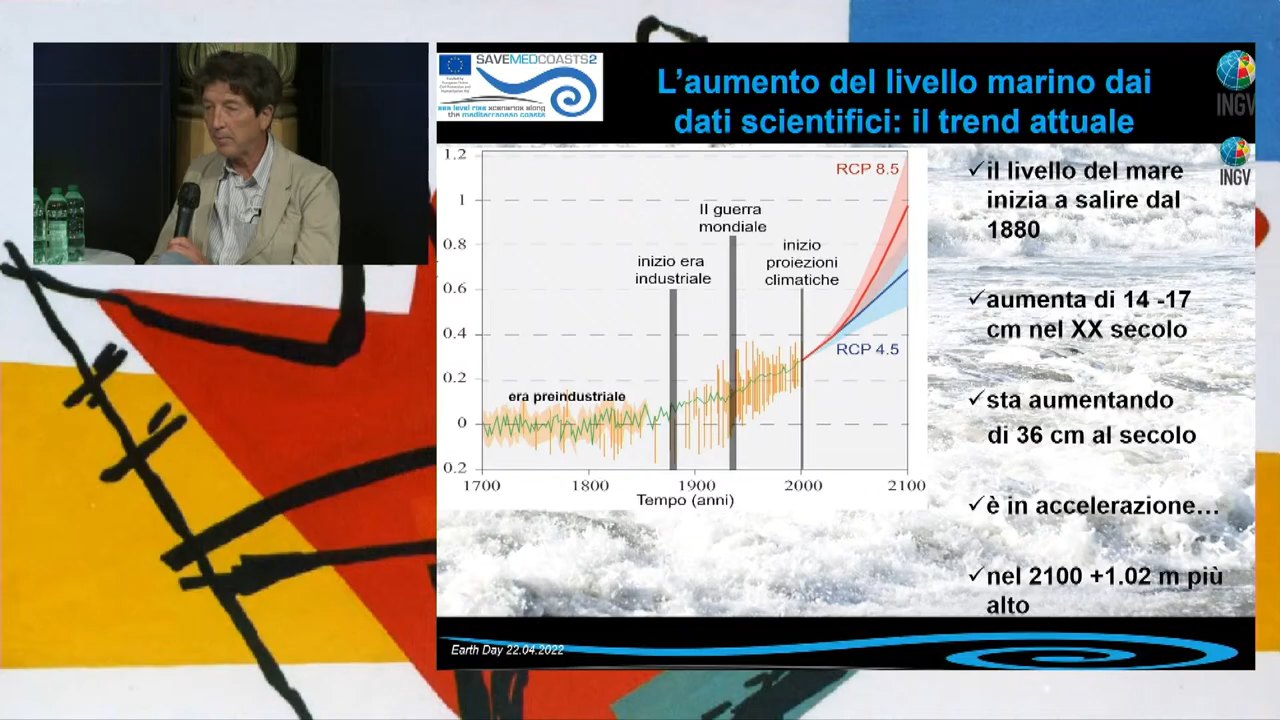 SAVEMEDCOASTS2
sea level rise scenarios along
the mediterranean coasts
L'aumento del livello marino dai
dati scientifici: il trend attuale
INGV
INGV
1.2
1
0.8
0.6
0.4
0.2
0
0.2
1700
1800
1900
2000
2100
Tempo (anni)
RCP 8.5
II guerra
mondiale
inizio era
industriale
inizio
proiezioni
climatiche
RCP 4.5
era preindustriale
✓il livello del mare
inizia a salire dal
1880
✓aumenta di 14 -17
cm nel XX secolo
✓sta aumentando
di 36 cm al secolo
✓è in accelerazione...
✓nel 2100 +1.02 m più
alto
Earth Day 22.04.2022